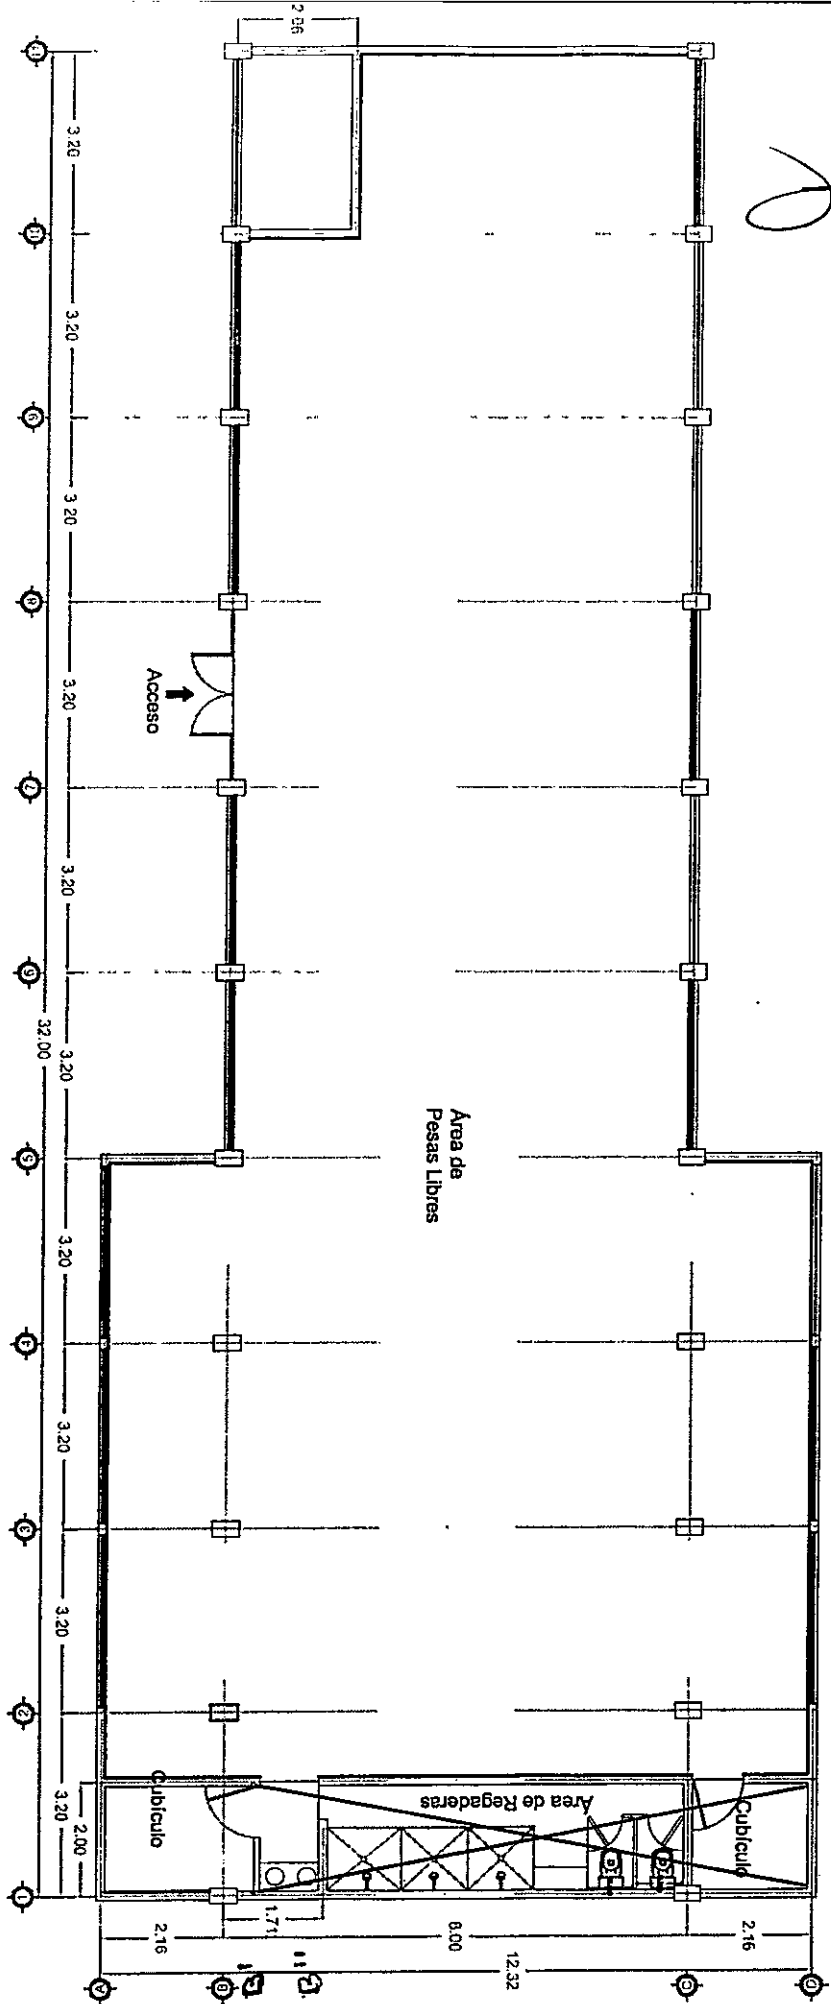 2.06
11
10
9
8
7
6
5
4
3
2
1
3.20
3.20
3.20
3.20
3.20
3.20
3.20
3.20
3.20
3.20
32.00
2.00
Acceso
Área de
Pesas Libres
Cubículo
Área de Regaderas
Cubículo
1.71
2.16
8.00
2.16
12.32
A
B
C
D